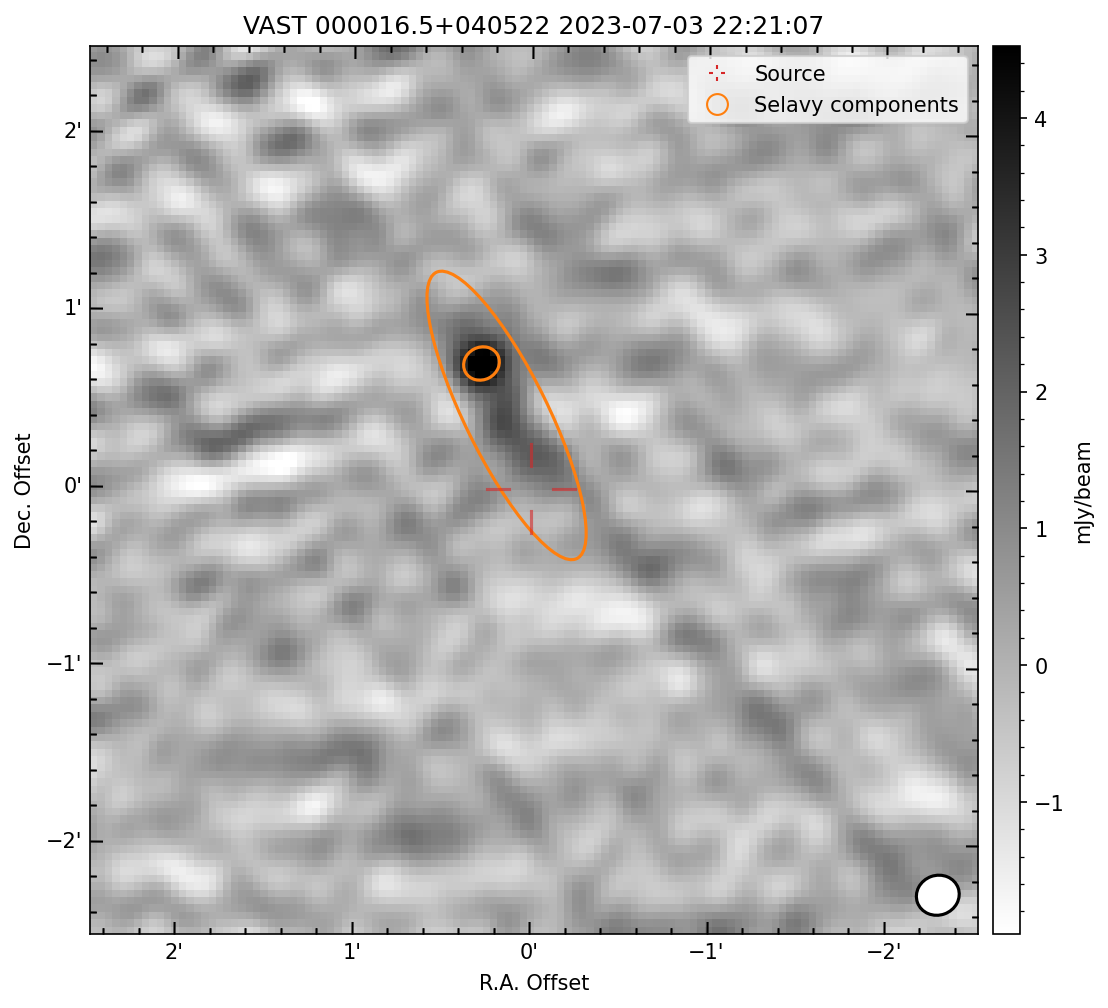 VAST 000016.5+040522 2023-07-03 22:21:07
Source
Selavy components
2'
1'
0'
−1'
−2'
Dec. Offset
2'
1'
0'
−1'
−2'
R.A. Offset
4
3
2
1
0
−1
mJy/beam